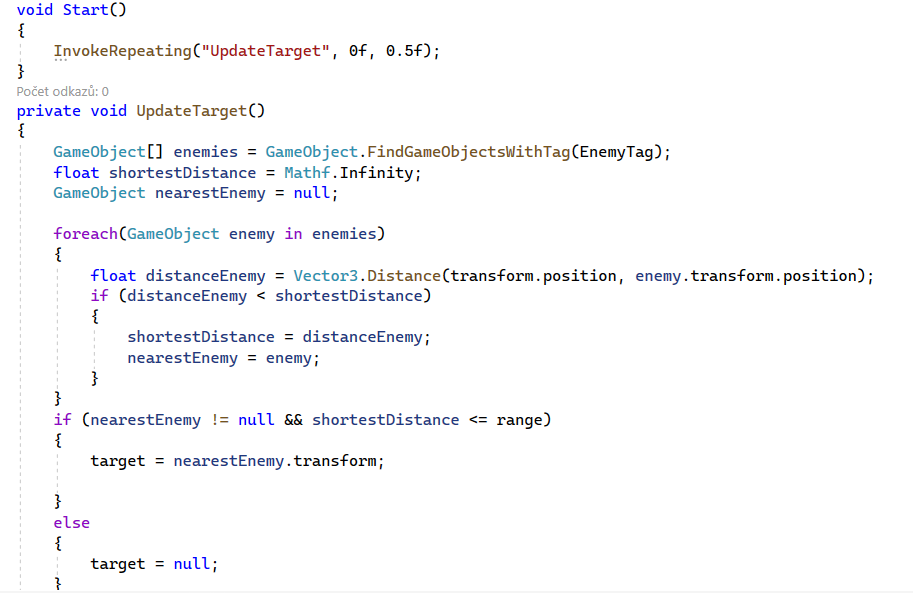 void Start()
{
    InvokeRepeating("UpdateTarget", 0f, 0.5f);
}
Počet odkazů: 0
private void UpdateTarget()
{
    GameObject[] enemies = GameObject.FindGameObjectsWithTag(EnemyTag);
    float shortestDistance = Mathf.Infinity;
    GameObject nearestEnemy = null;

    foreach(GameObject enemy in enemies)
    {
        float distanceEnemy = Vector3.Distance(transform.position, enemy.transform.position);
        if (distanceEnemy < shortestDistance)
        {
            shortestDistance = distanceEnemy;
            nearestEnemy = enemy;
        }
    }
    if (nearestEnemy != null && shortestDistance <= range)
    {
        target = nearestEnemy.transform;

    }
    else
    {
        target = null;
    }